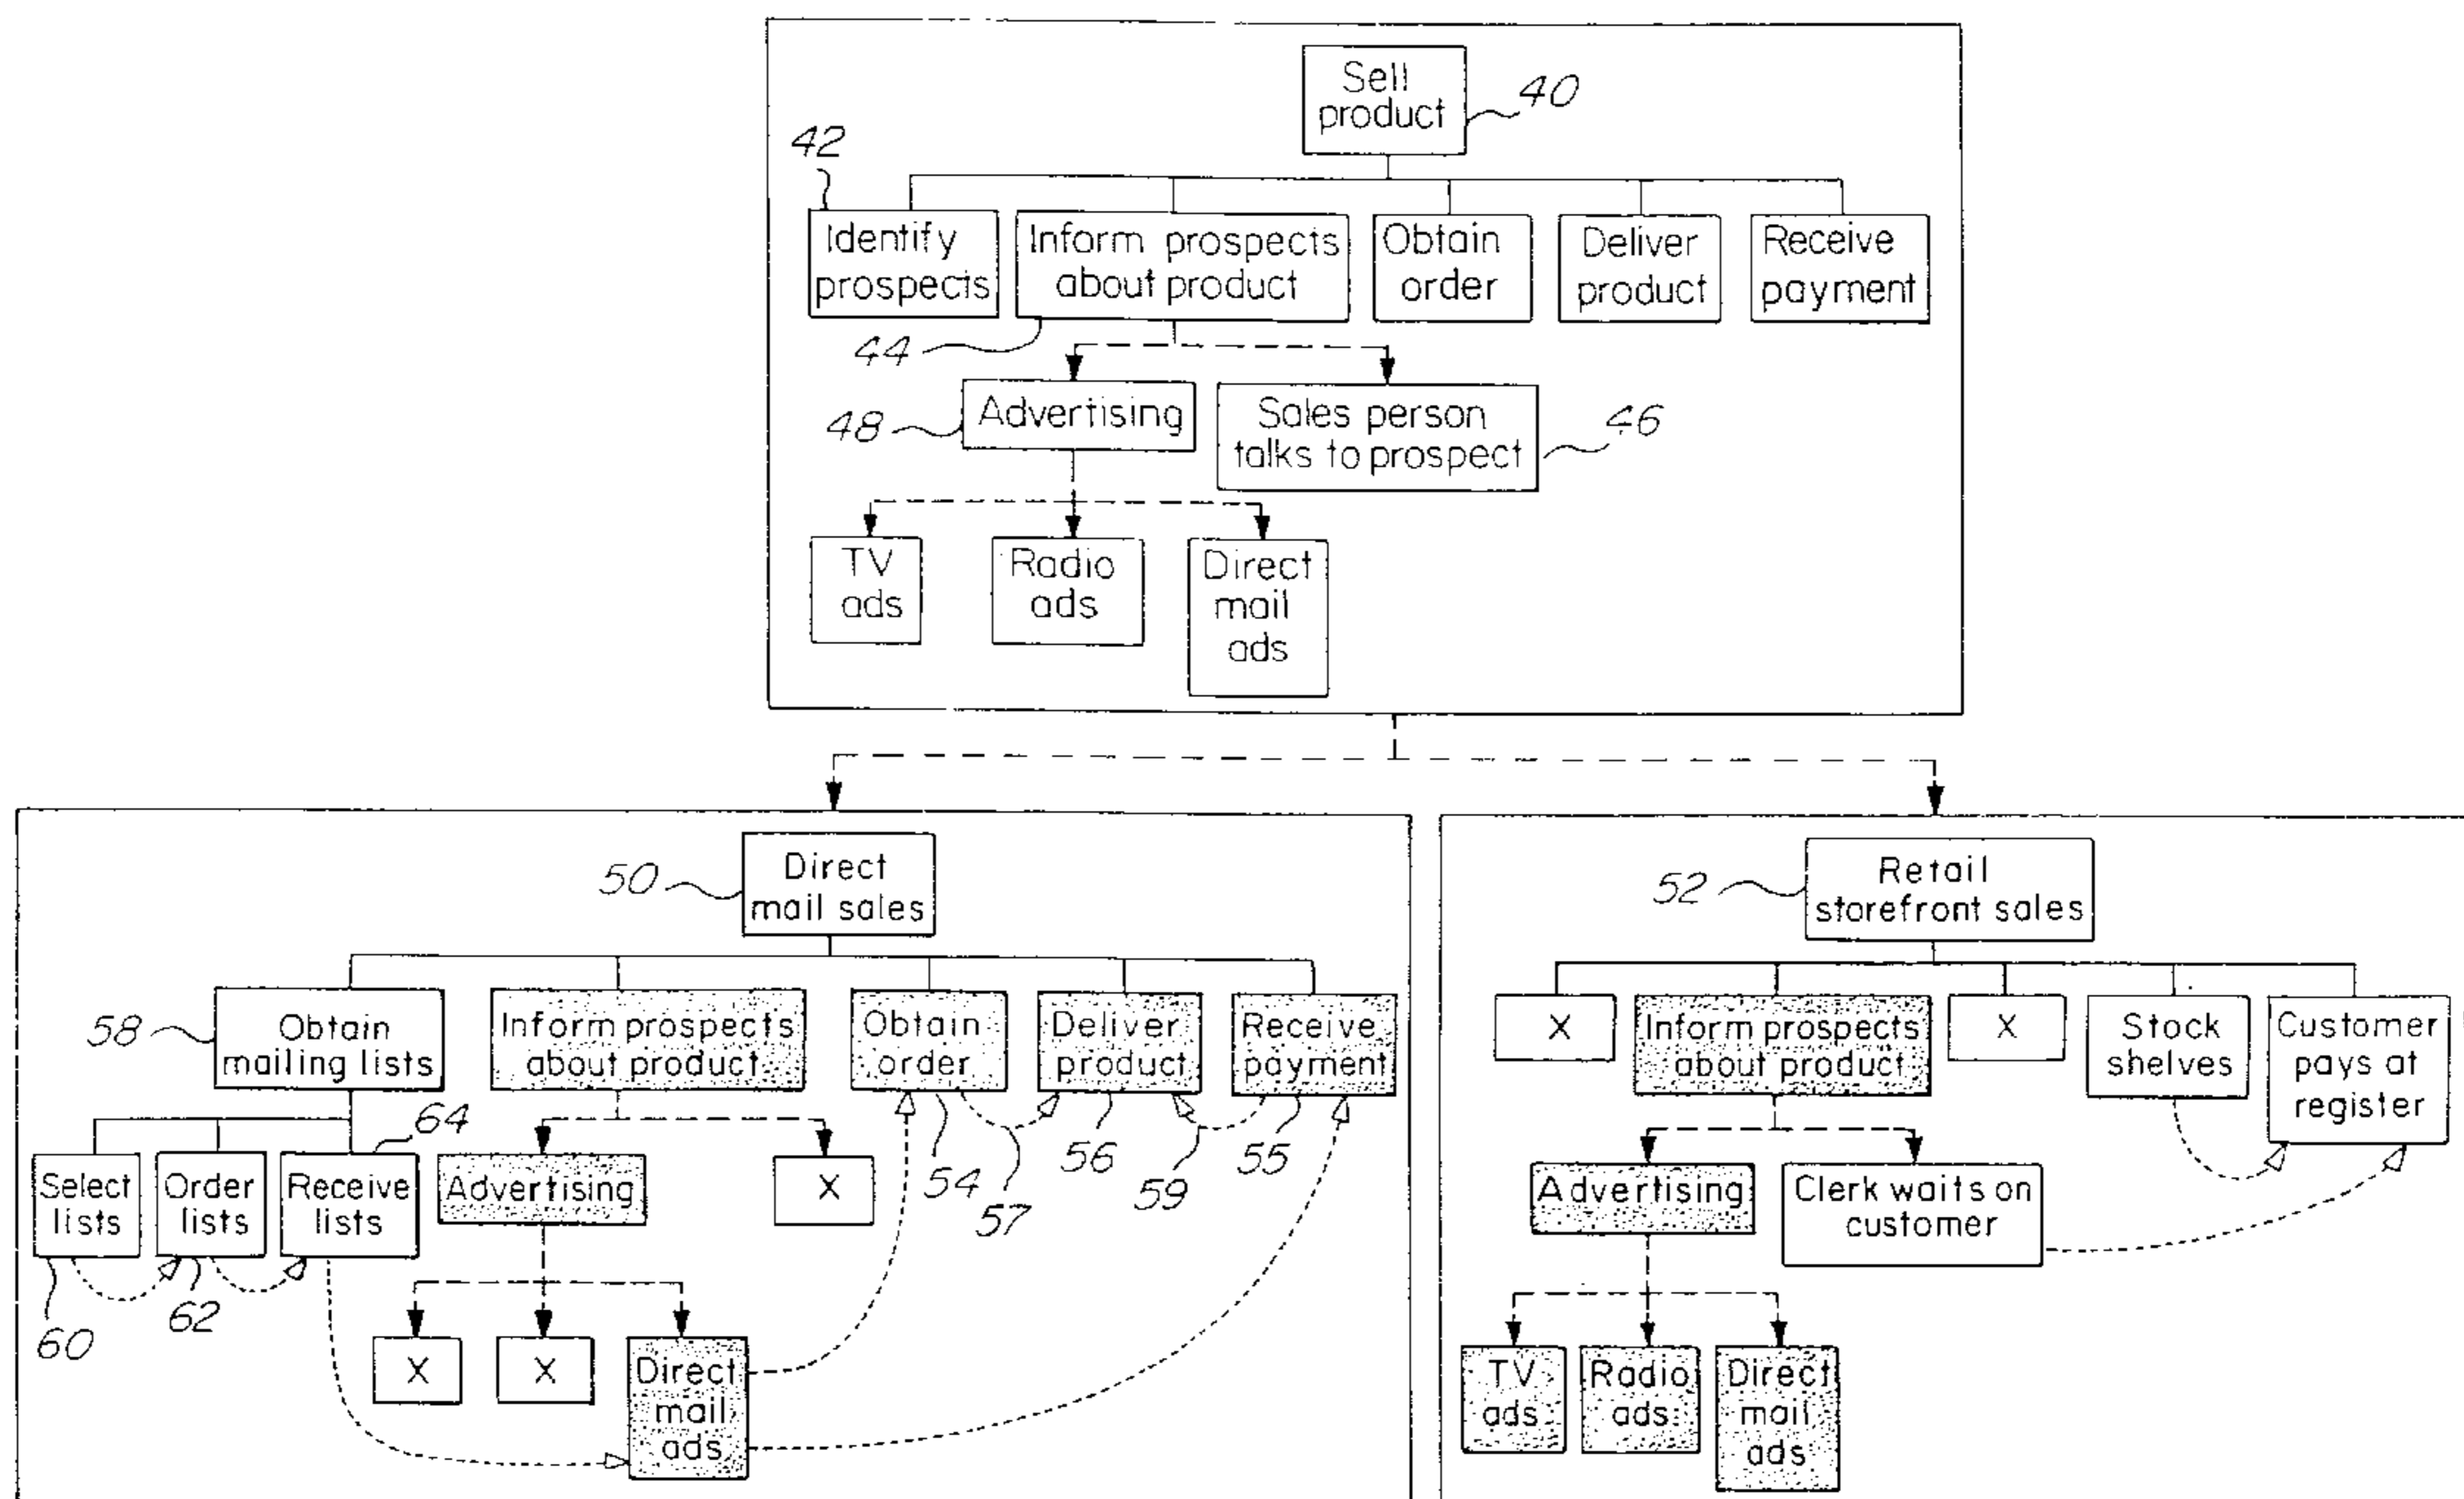 Sell
product
40
42
Identify
prospects
Inform prospects
about product
Obtain
order
Deliver
product
Receive
payment
44
48
Advertising
Sales person
talks to prospect
46
TV
ads
Radio
ads
Direct
mail
ads
50
Direct
mail sales
58
Obtain
mailing lists
Inform prospects
about product
Obtain
order
Deliver
product
Receive
payment
64
54
57
56
59
55
Select
lists
Order
lists
Receive
lists
Advertising
X
60
62
X
X
Direct
mail
ads
52
Retail
storefront sales
X
Inform prospects
about product
X
Stock
shelves
Customer
pays at
register
Advertising
Clerk waits on
customer
TV
ads
Radio
ads
Direct
mail
ads